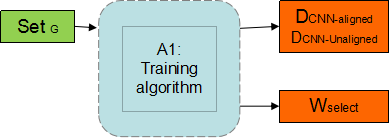 Set G
A1:
Training
algorithm
DCNN-aligned
DCNN-Unaligned
Wselect